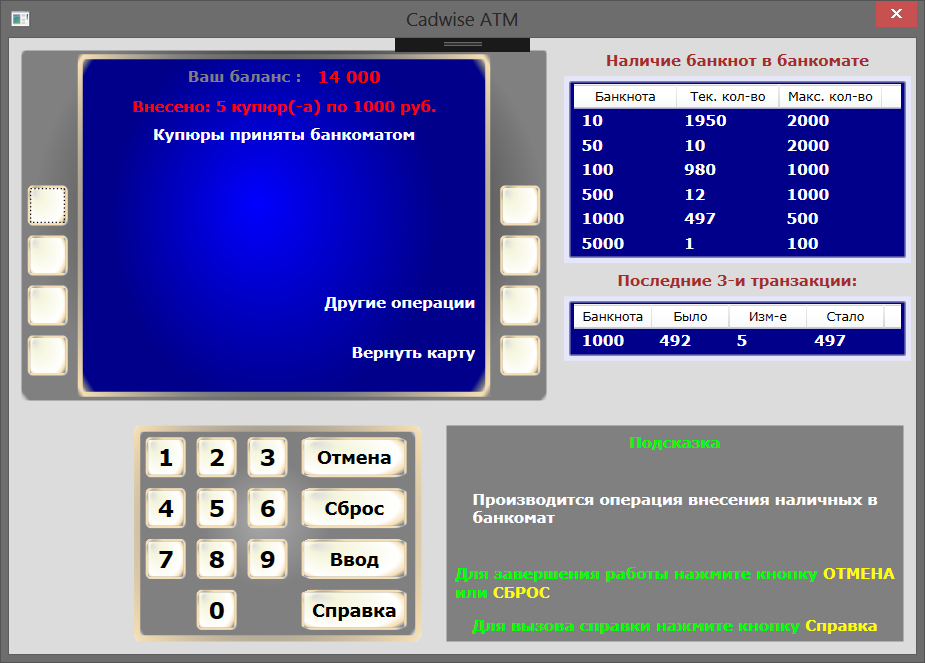 Cadwise ATM
Ваш баланс : 14 000
Внесено: 5 купюр(-а) по 1000 руб.
Купюры приняты банкоматом
Другие операции
Вернуть карту
Наличие банкнот в банкомате
Банкнота Тек. кол-во Макс. кол-во
10 1950 2000
50 10 2000
100 980 1000
500 12 1000
1000 497 500
5000 1 100
Последние 3-и транзакции:
Банкнота Было Изм-е Стало
1000 492 5 497
1 2 3 Отмена
4 5 6 Сброс
7 8 9 Ввод
0 Справка
Подсказка
Производится операция внесения наличных в
банкомат
Для завершения работы нажмите кнопку ОТМЕНА
или СБРОС
Для вызова справки нажмите кнопку Справка